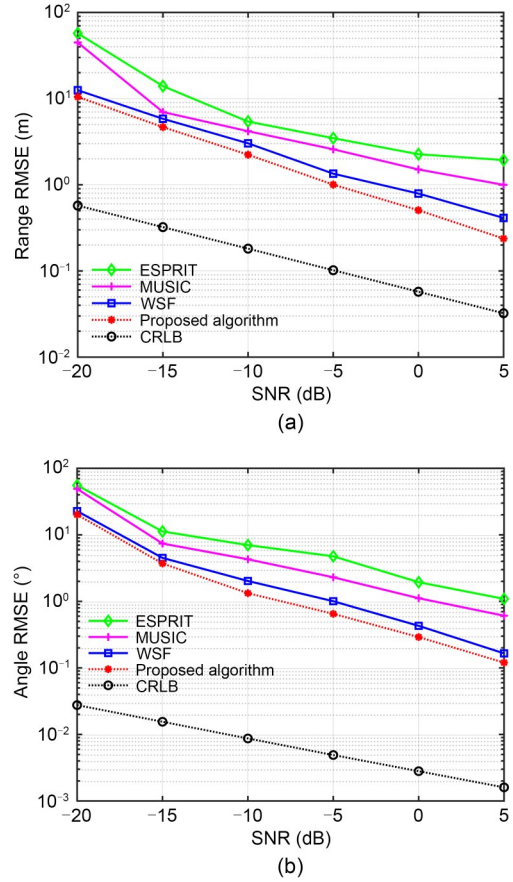 10²
10¹
10⁰
10⁻¹
10⁻²
Range RMSE (m)
ESPRIT
MUSIC
WSF
Proposed algorithm
CRLB
−20 −15 −10 −5 0 5
SNR (dB)
(a)
10²
10¹
10⁰
10⁻¹
10⁻²
10⁻³
Angle RMSE (°)
ESPRIT
MUSIC
WSF
Proposed algorithm
CRLB
−20 −15 −10 −5 0 5
SNR (dB)
(b)